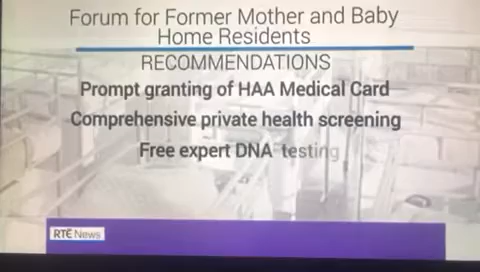 Forum for Former Mother and Baby
Home Residents
RECOMMENDATIONS
Prompt granting of HAA Medical Card
Comprehensive private health screening
Free expert DNA testing
RTÉ News